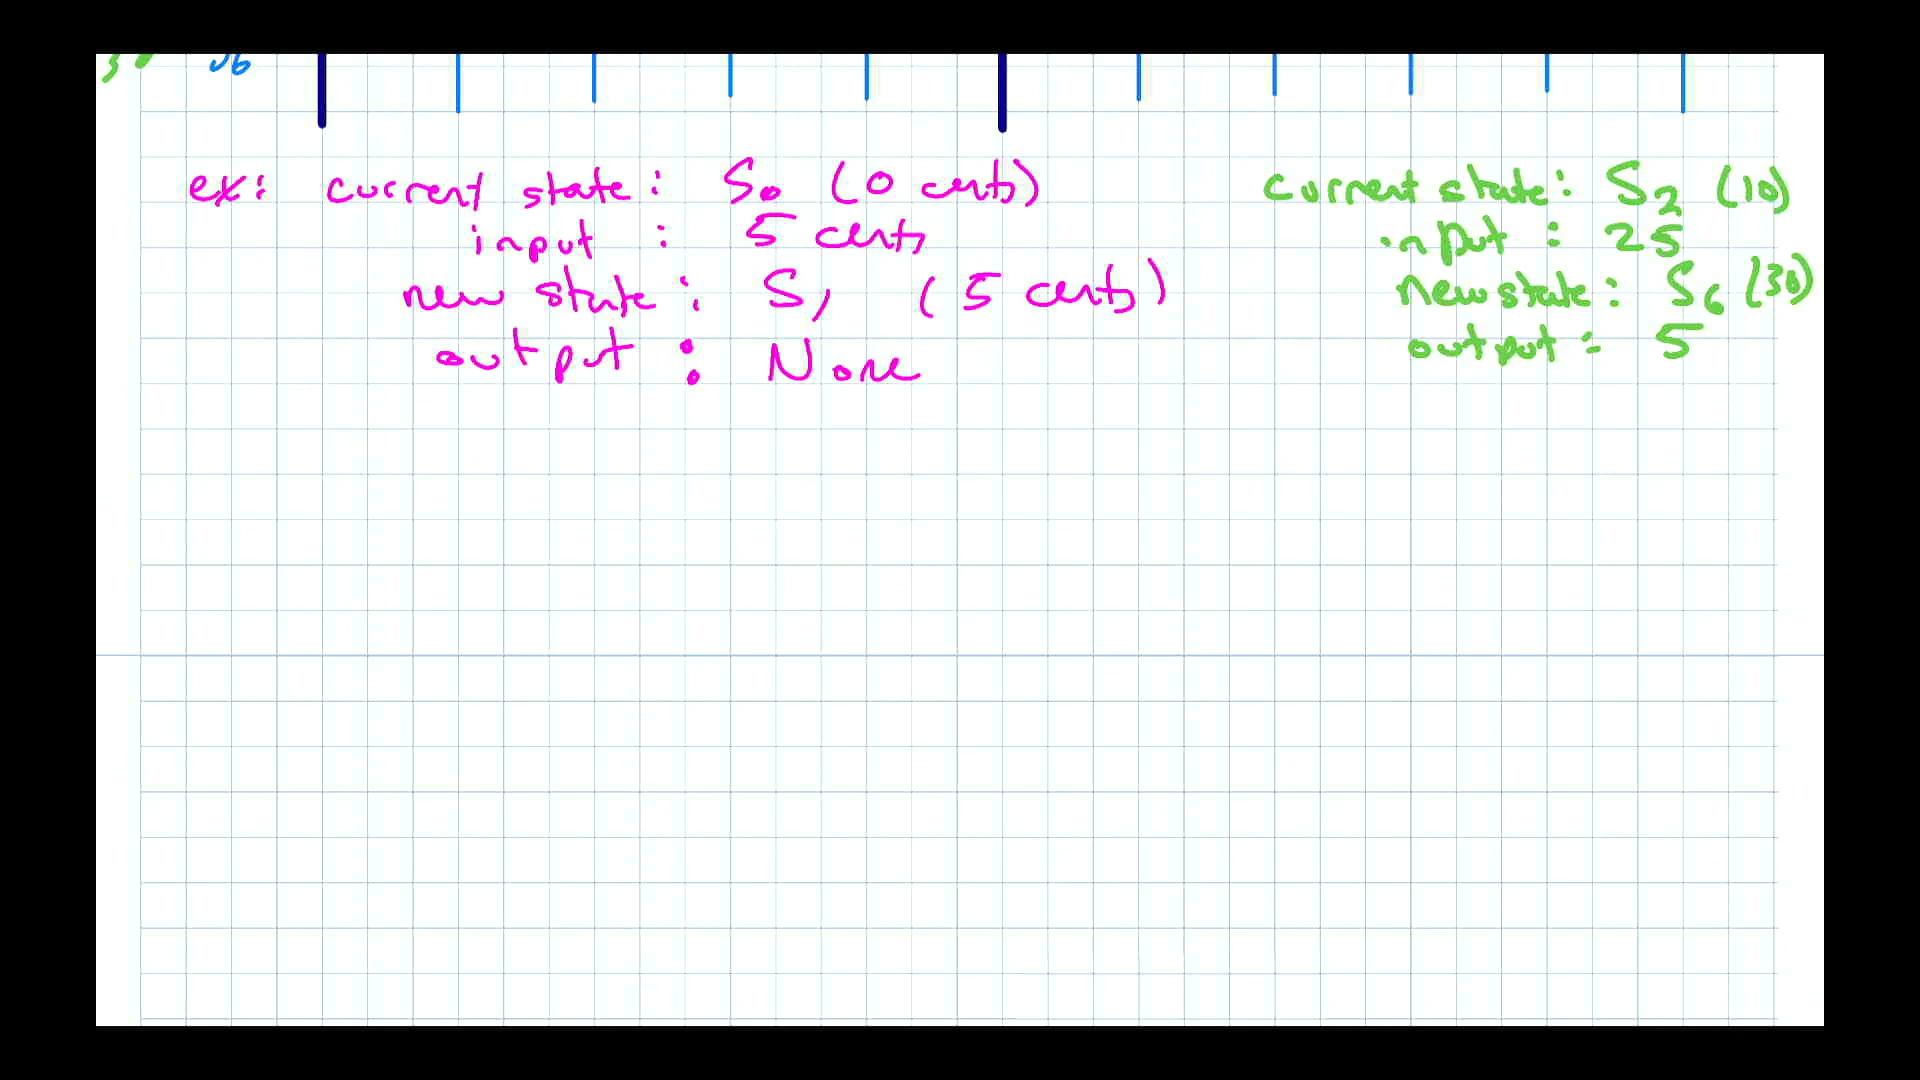 ex: current state: S0 (0 cents)
input : 5 cents
new state: S1 (5 cents)
output : None
current state: S2 (10)
input : 25
new state: S6 (30)
output: 5